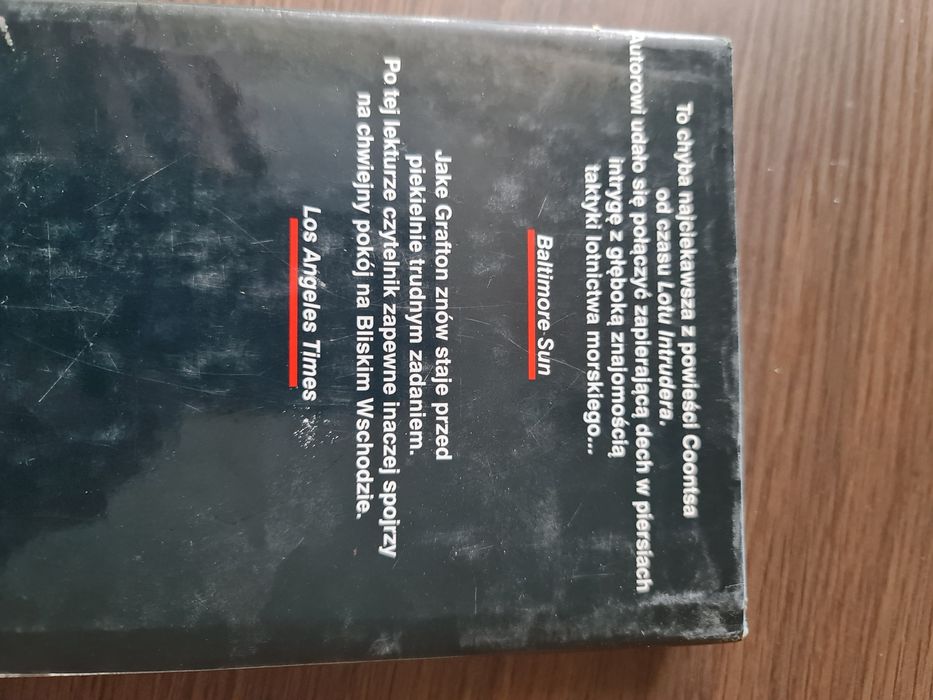 To chyba najciekawsza z powieści Coontsa
od czasu Lotu Intrudera.
Autorowi udało się połączyć zapierającą dech w piersiach
intrygę z głęboką znajomością
taktyki lotnictwa morskiego...
Baltimore Sun
Jake Grafton znów staje przed
piekielnie trudnym zadaniem.
Po tej lekturze czytelnik zapewne inaczej spojrzy
na chwiejny pokój na Bliskim Wschodzie.
Los Angeles Times